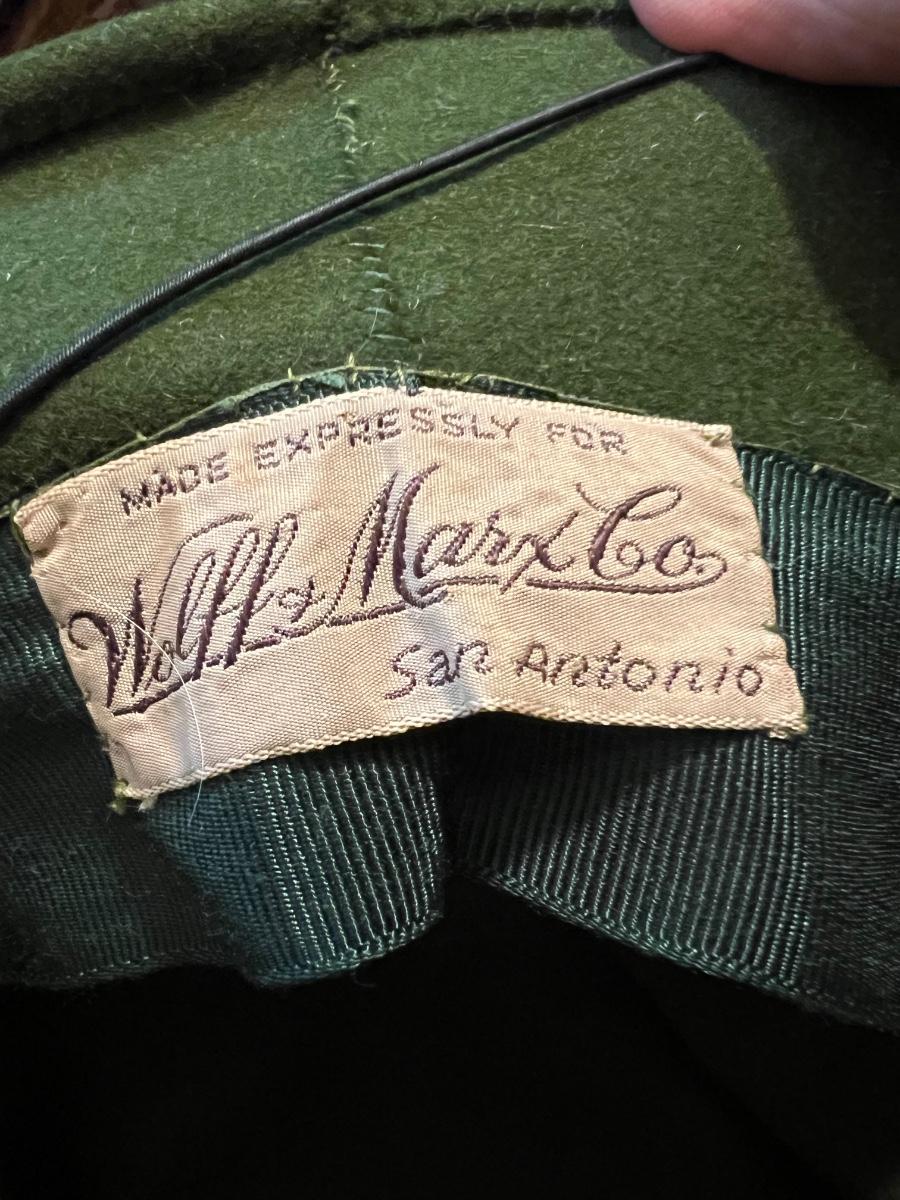 MADE EXPRESSLY FOR
Wolff & Marx Co.
San Antonio